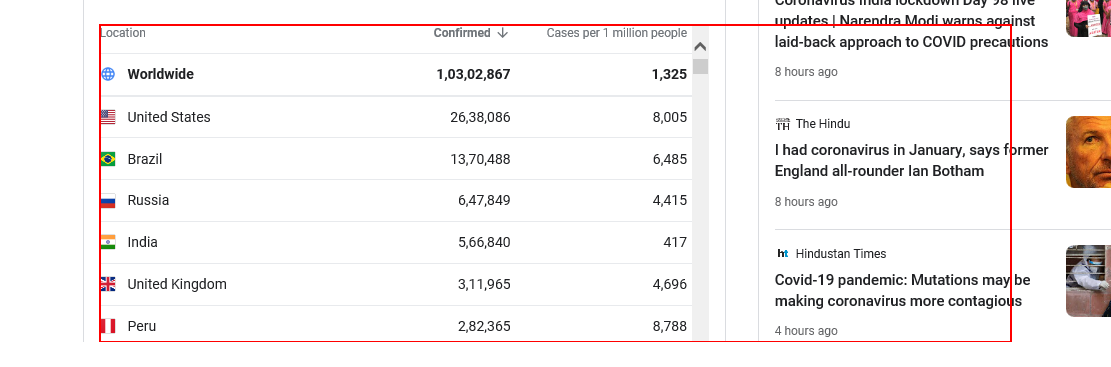 Location Confirmed Cases per 1 million people
Worldwide 1,03,02,867 1,325
United States 26,38,086 8,005
Brazil 13,70,488 6,485
Russia 6,47,849 4,415
India 5,66,840 417
United Kingdom 3,11,965 4,696
Peru 2,82,365 8,788
Coronavirus India lockdown Day 98 live
updates | Narendra Modi warns against
laid-back approach to COVID precautions
8 hours ago
The Hindu
I had coronavirus in January, says former
England all-rounder Ian Botham
8 hours ago
ht Hindustan Times
Covid-19 pandemic: Mutations may be
making coronavirus more contagious
4 hours ago